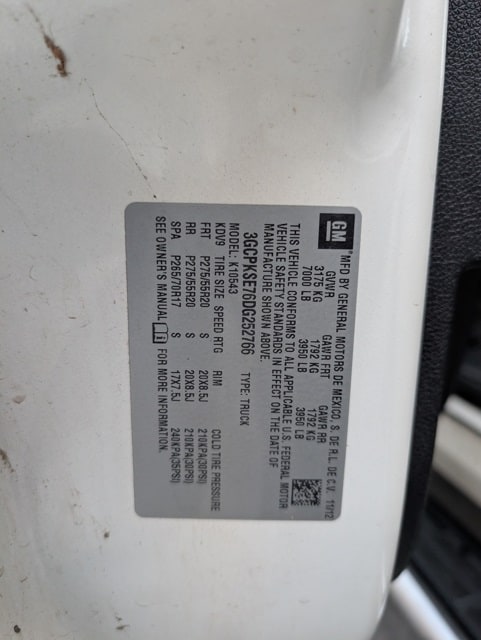 GM MFD BY GENERAL MOTORS DE MEXICO, S. DE R.L. DE C.V. 11/12
GVWR GAWR FRT GAWR RR
3175 KG 1792 KG 1792 KG
7000 LB 3950 LB 3950 LB
THIS VEHICLE CONFORMS TO ALL APPLICABLE U.S. FEDERAL MOTOR
VEHICLE SAFETY STANDARDS IN EFFECT ON THE DATE OF
MANUFACTURE SHOWN ABOVE.
3GCPKSE76DG252766 TYPE: TRUCK
MODEL: K10543
KDV9 TIRE SIZE SPEED RTG RIM COLD TIRE PRESSURE
FRT P275/55R20 S 20X8.5J 210KPA(30PSI)
RR P275/55R20 S 20X8.5J 210KPA(30PSI)
SPA P265/70R17 S 17X7.5J 240KPA(35PSI)
SEE OWNER'S MANUAL FOR MORE INFORMATION.